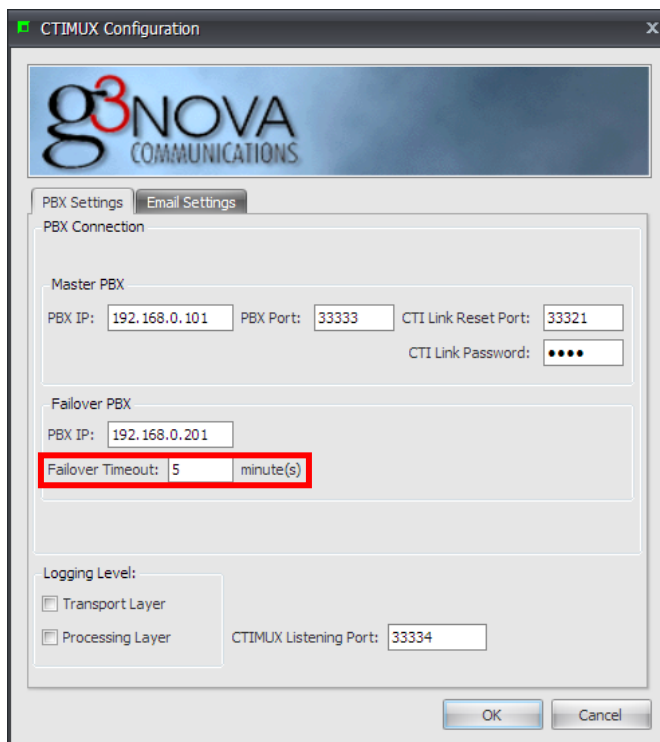 CTIMUX Configuration x
g3NOVA
COMMUNICATIONS
PBX Settings Email Settings
PBX Connection
Master PBX
PBX IP: 192.168.0.101 PBX Port: 33333 CTI Link Reset Port: 33321
CTI Link Password: ●●●●
Failover PBX
PBX IP: 192.168.0.201
Failover Timeout: 5 minute(s)
Logging Level:
Transport Layer
Processing Layer CTIMUX Listening Port: 33334
OK Cancel